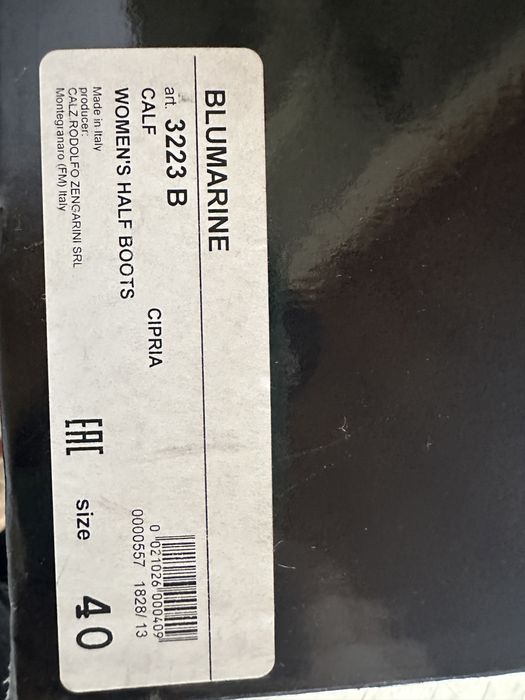 BLUMARINE
art. 3223 B
CALF CIPRIA
WOMEN'S HALF BOOTS
Made in Italy
producer:
CALZ.RODOLFO ZENGARINI SRL
Montegranaro (FM) Italy
EAC
size 40
0 021026 000409
0000557 1828/13